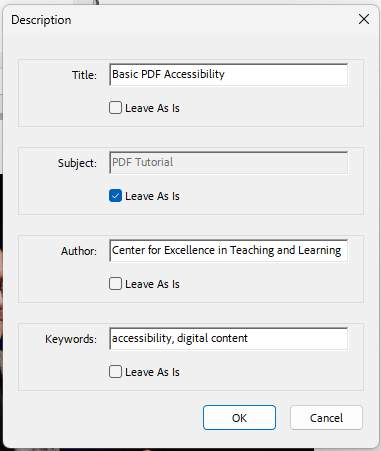 Description
Title: Basic PDF Accessibility
Leave As Is
Subject: PDF Tutorial
Leave As Is
Author: Center for Excellence in Teaching and Learning
Leave As Is
Keywords: accessibility, digital content
Leave As Is
OK Cancel